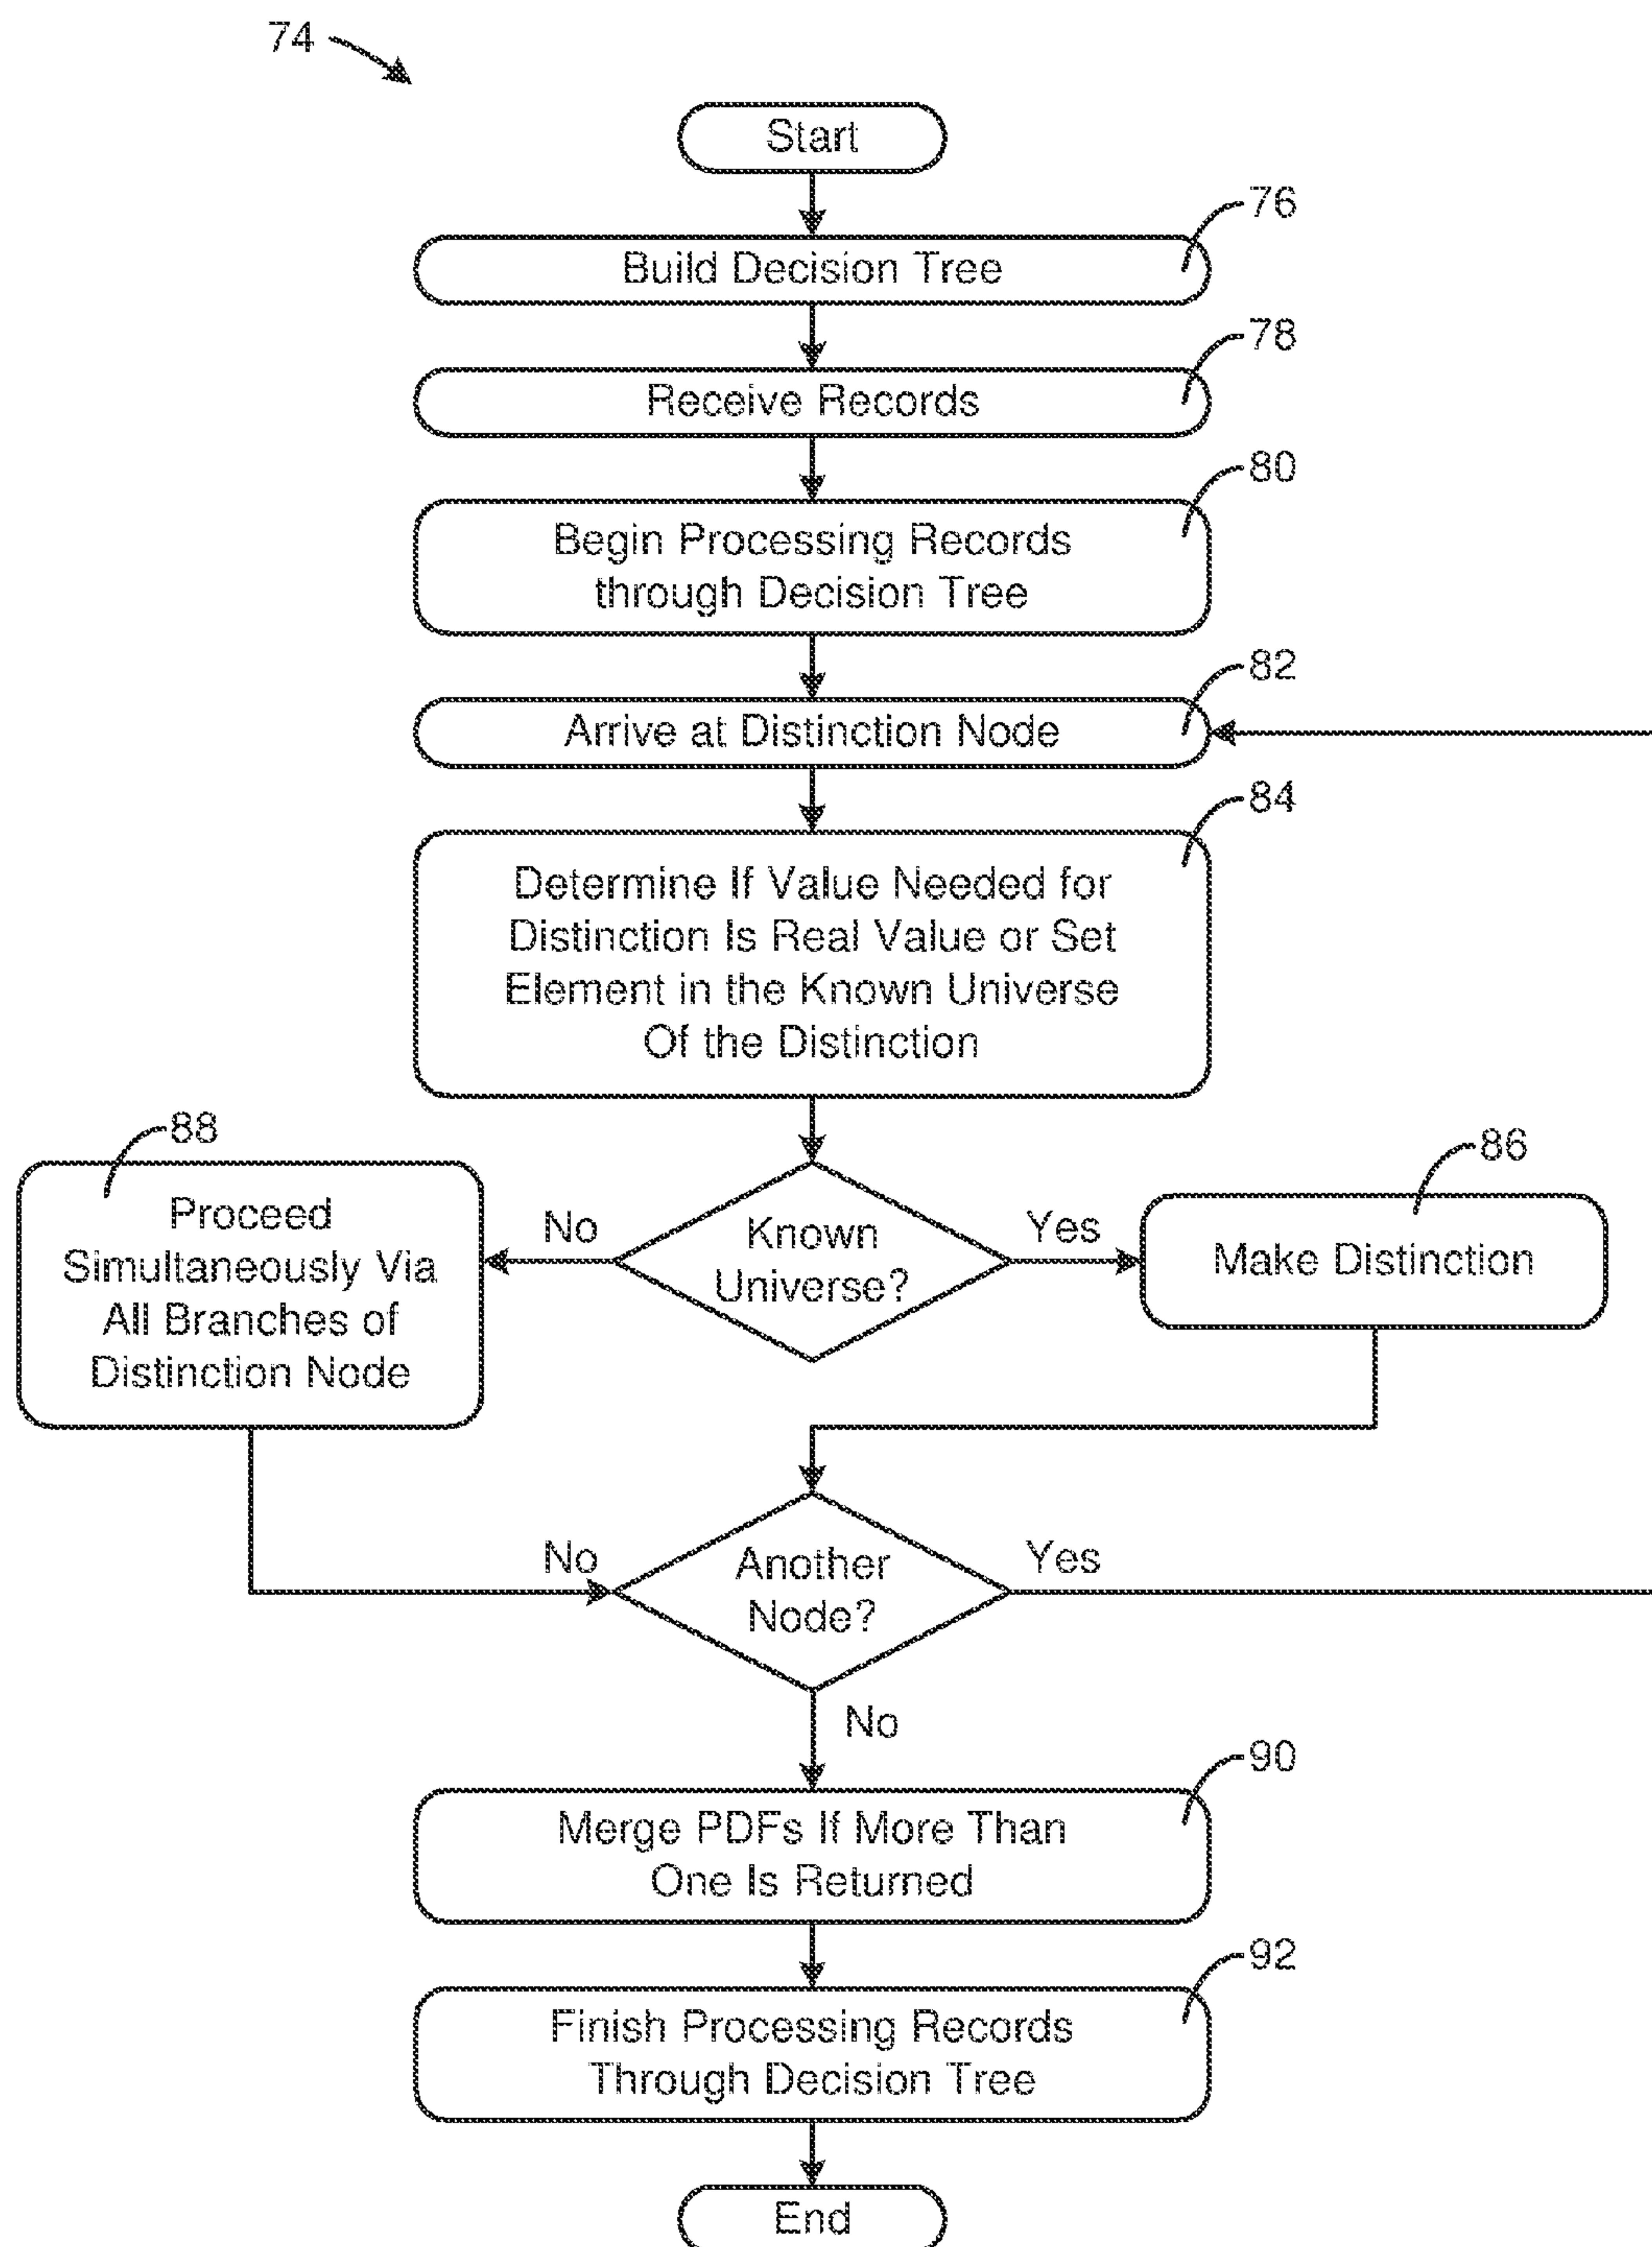 74
Start
76
Build Decision Tree
78
Receive Records
80
Begin Processing Records
through Decision Tree
82
Arrive at Distinction Node
84
Determine If Value Needed for
Distinction Is Real Value or Set
Element in the Known Universe
Of the Distinction
88
Proceed
Simultaneously Via
All Branches of
Distinction Node
No
Known
Universe?
Yes
86
Make Distinction
No
Another
Node?
Yes
No
90
Merge PDFs If More Than
One Is Returned
92
Finish Processing Records
Through Decision Tree
End